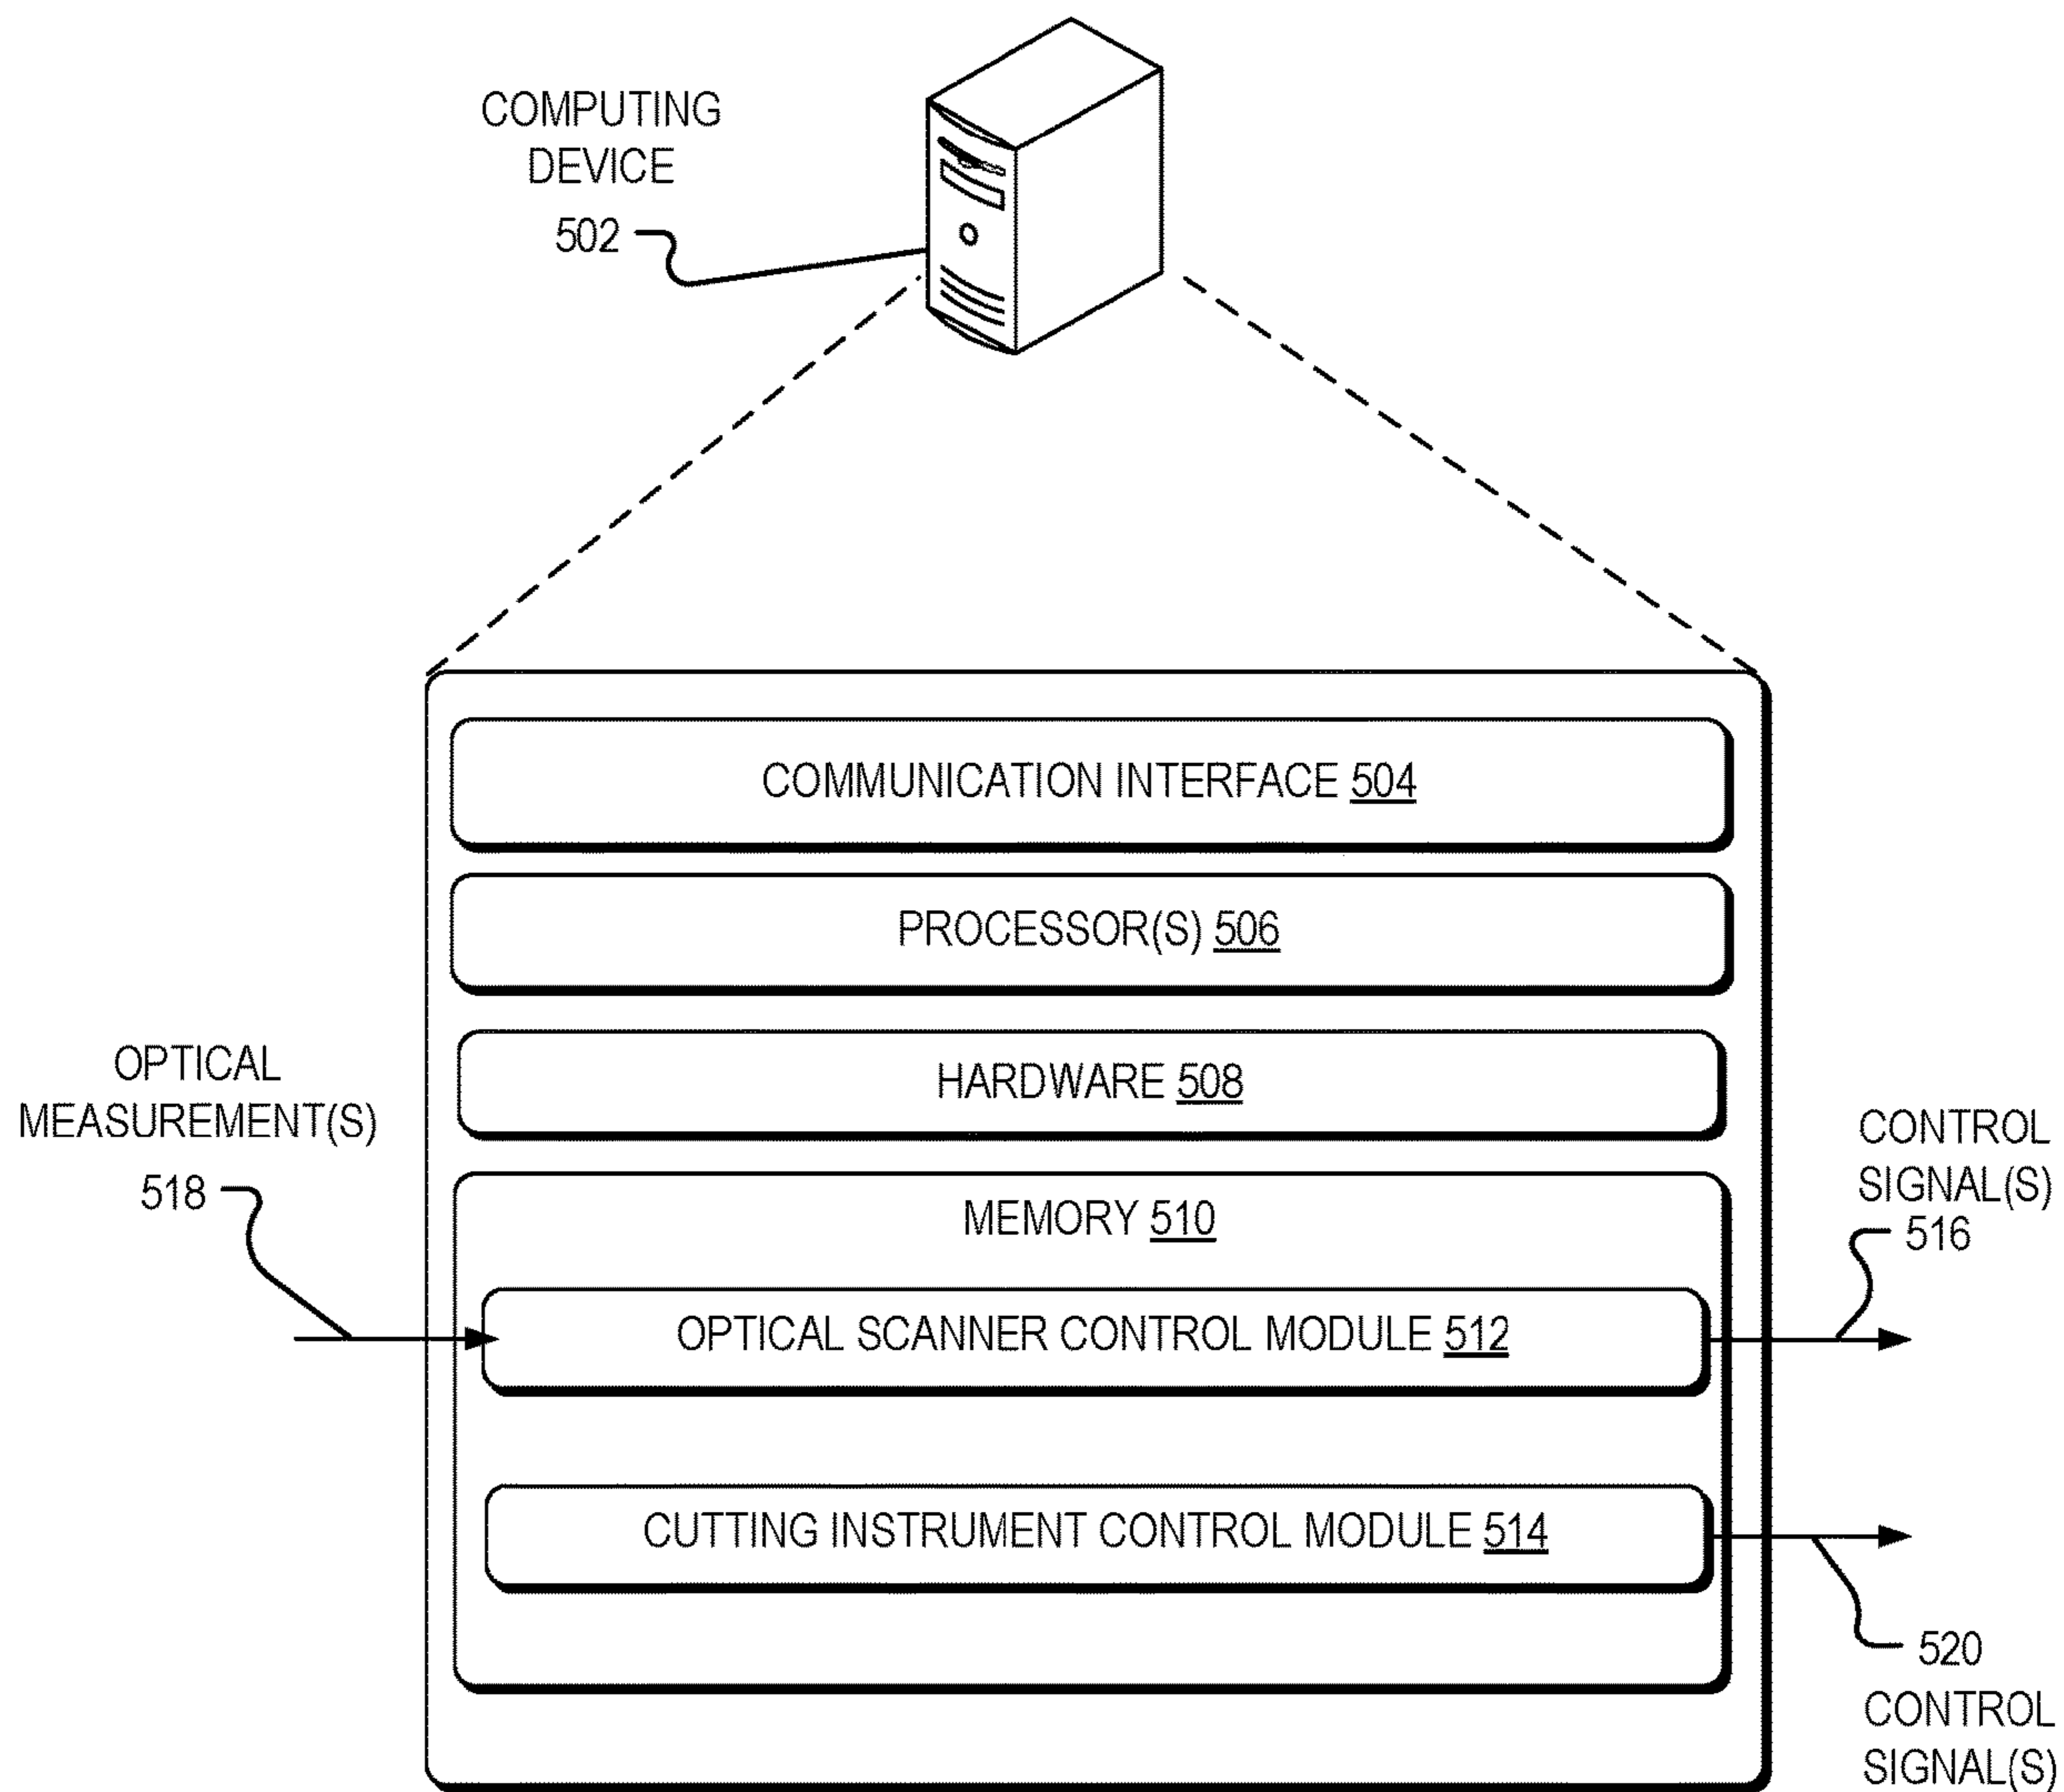 COMPUTING
DEVICE
502
COMMUNICATION INTERFACE 504
PROCESSOR(S) 506
HARDWARE 508
OPTICAL
MEASUREMENT(S)
518
MEMORY 510
CONTROL
SIGNAL(S)
516
OPTICAL SCANNER CONTROL MODULE 512
CUTTING INSTRUMENT CONTROL MODULE 514
520
CONTROL
SIGNAL(S)